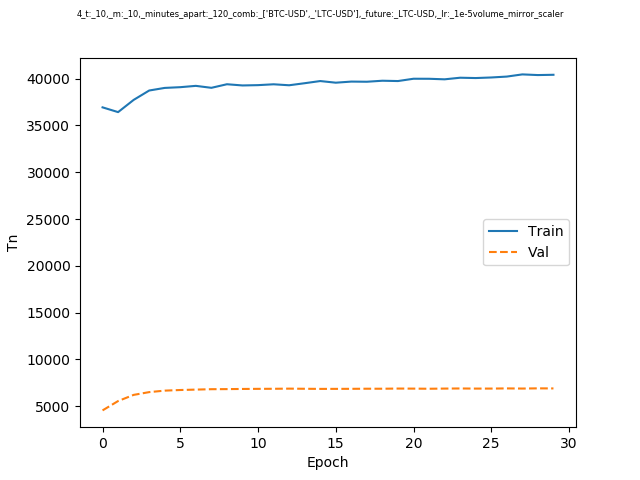 4_t:_10,_m:_10,_minutes_apart:_120_comb:_['BTC-USD',_'LTC-USD'],_future:_LTC-USD,_lr:_1e-5volume_mirror_scaler
40000
35000
30000
25000
20000
15000
10000
5000
Tn
Train
Val
0 5 10 15 20 25 30
Epoch